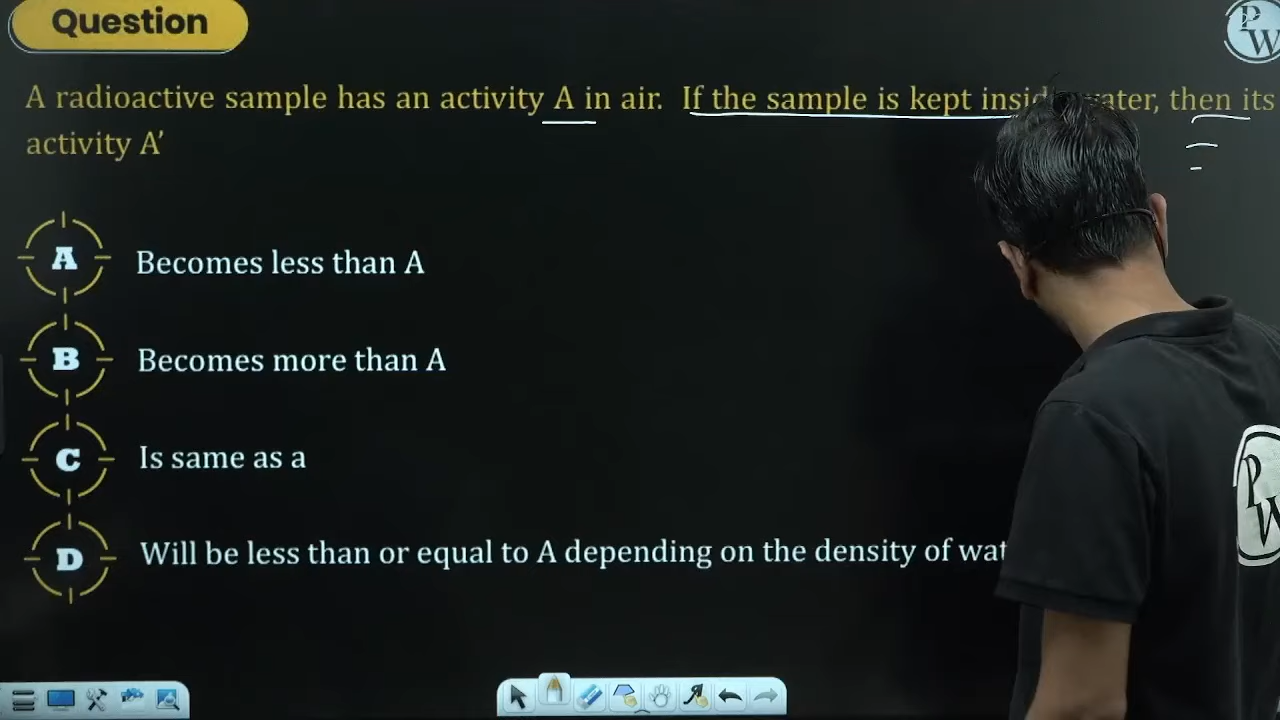 Question
P
W
A radioactive sample has an activity A in air. If the sample is kept water, then its
activity A′
A Becomes less than A
B Becomes more than A
C Is same as a
D Will be less than or equal to A depending on the density of
P
W